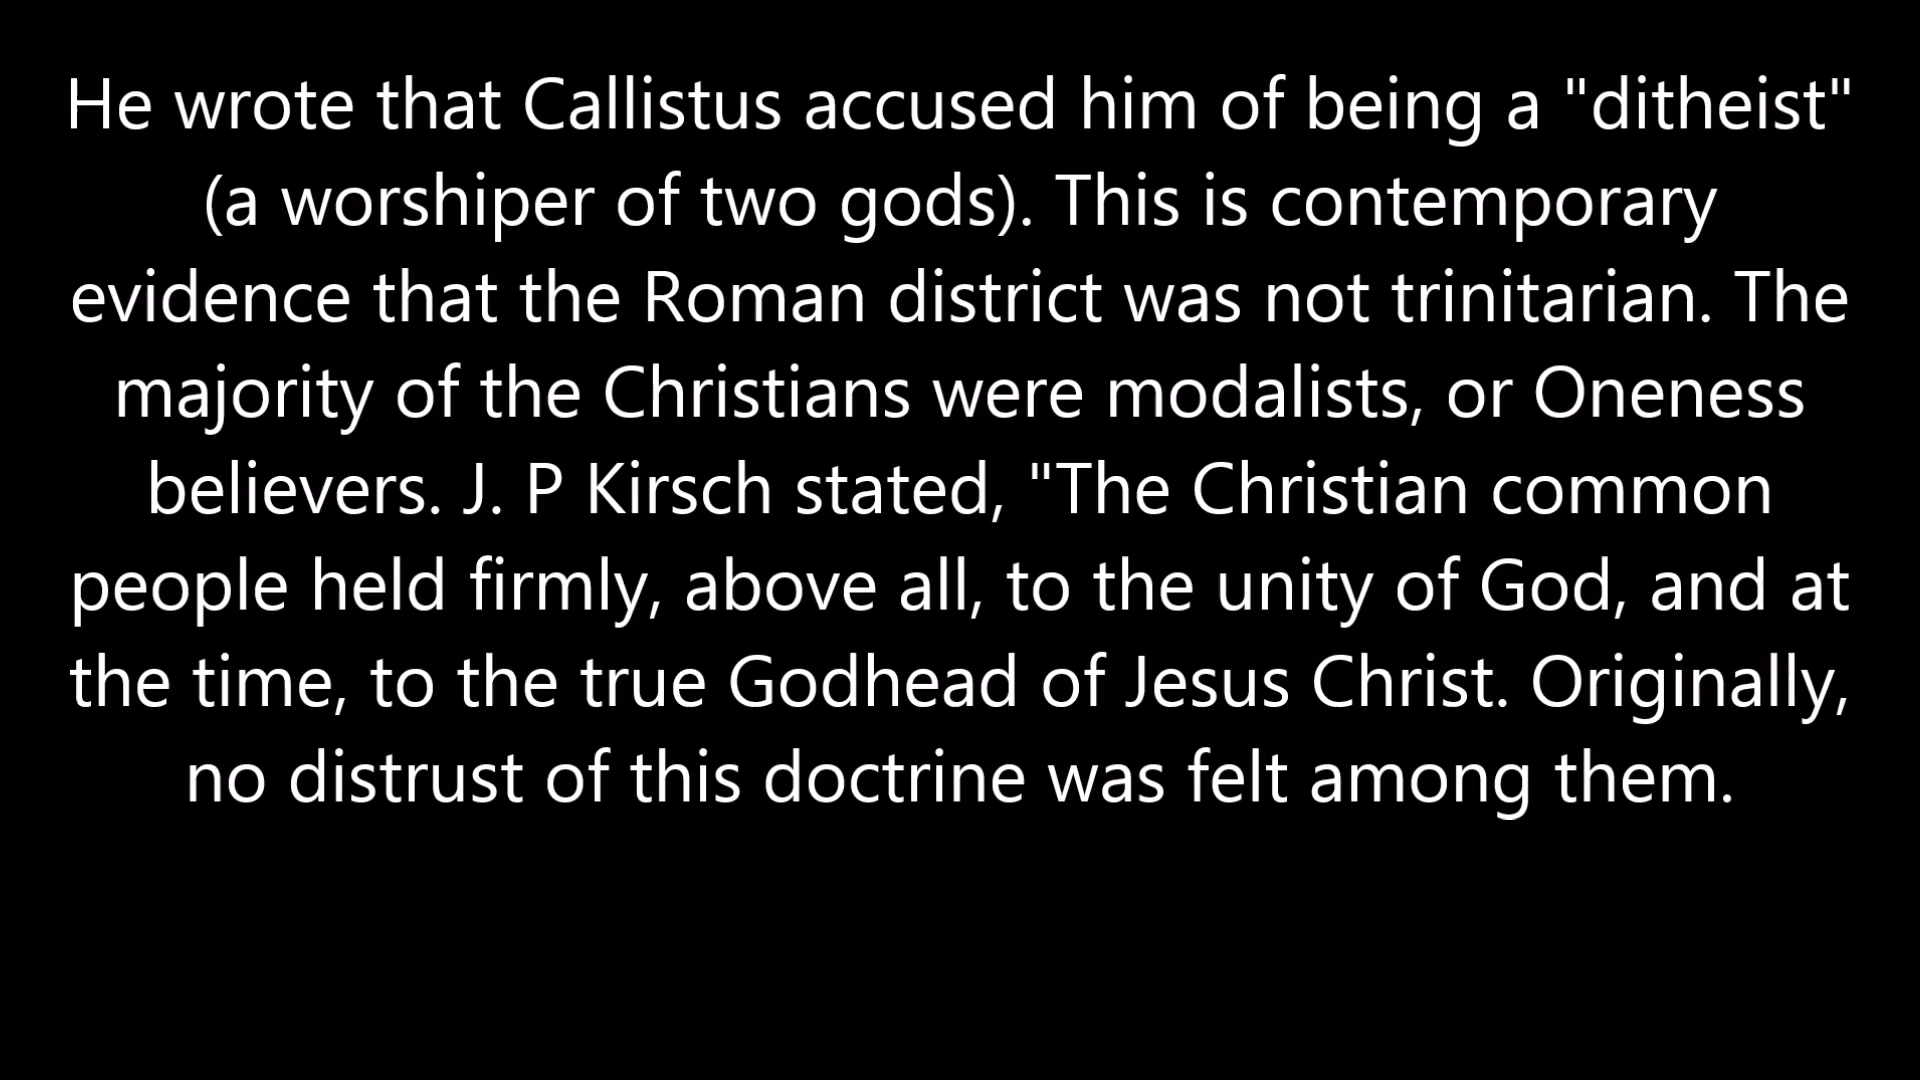 He wrote that Callistus accused him of being a "ditheist"
(a worshiper of two gods). This is contemporary
evidence that the Roman district was not trinitarian. The
majority of the Christians were modalists, or Oneness
believers. J. P Kirsch stated, "The Christian common
people held firmly, above all, to the unity of God, and at
the time, to the true Godhead of Jesus Christ. Originally,
no distrust of this doctrine was felt among them.